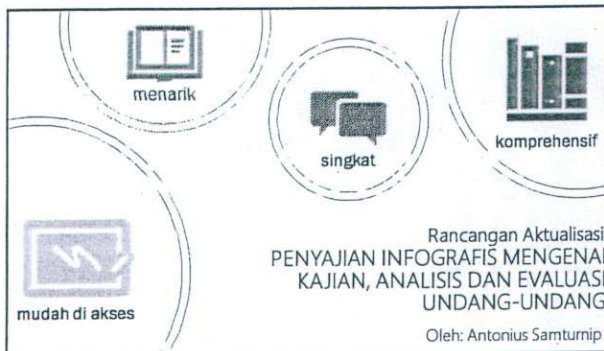 menarik
singkat
komprehensif
mudah di akses
Rancangan Aktualisasi
PENYAJIAN INFOGRAFIS MENGENAI
KAJIAN, ANALISIS DAN EVALUASI
UNDANG-UNDANG
Oleh: Antonius Samturnip